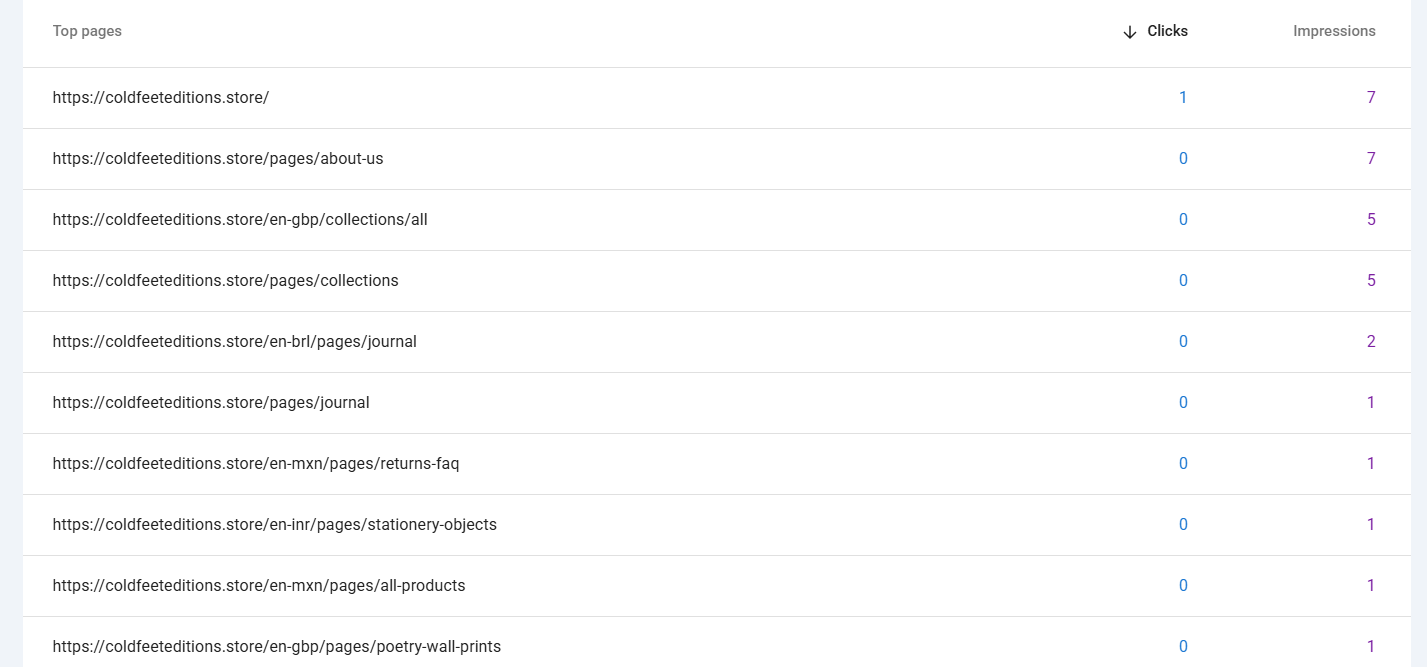 Top pages ↓ Clicks Impressions
https://coldfeeteditions.store/ 1 7
https://coldfeeteditions.store/pages/about-us 0 7
https://coldfeeteditions.store/en-gbp/collections/all 0 5
https://coldfeeteditions.store/pages/collections 0 5
https://coldfeeteditions.store/en-brl/pages/journal 0 2
https://coldfeeteditions.store/pages/journal 0 1
https://coldfeeteditions.store/en-mxn/pages/returns-faq 0 1
https://coldfeeteditions.store/en-inr/pages/stationery-objects 0 1
https://coldfeeteditions.store/en-mxn/pages/all-products 0 1
https://coldfeeteditions.store/en-gbp/pages/poetry-wall-prints 0 1